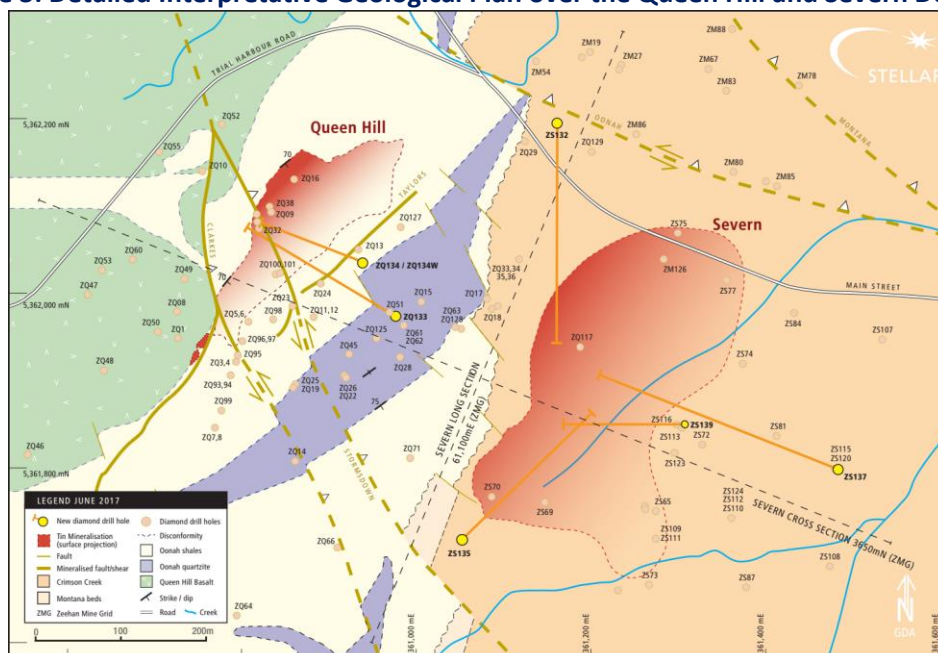 e 3: Detailed Interpretative Geological Plan over the Queen Hill and Severn De
TRIAL HARBOUR ROAD
ZM88
ZM19
ZM27
ZM54
ZM67
ZM83
ZM78
STELLAR
5,362,200 mN
ZQ52
Queen Hill
ZS132
OONAH
MONTANA
ZM86
ZQ55
ZQ10
70
ZQ29
ZQ129
ZQ16
ZM80
ZM85
TAYLORS
ZQ38
ZQ09
ZQ32
CLARKES
ZQ127
ZS75
Severn
ZQ13
ZQ60
ZQ53
ZQ134 / ZQ134W
ZM126
ZQ33,34
35,36
ZQ49
70
ZQ100,101
ZQ24
ZS77
MAIN STREET
ZQ47
5,362,000 mN
ZQ08
ZQ23
ZQ51
ZQ15
ZQ17
ZQ5,6
ZQ98
ZQ11,12
ZQ133
ZQ63
ZQ128
ZQ18
ZS84
ZQ50
ZQ1
ZQ125
ZQ61
ZQ62
ZQ117
ZS107
ZQ96,97
ZQ95
ZQ45
ZQ48
ZQ3,4
ZQ28
ZS74
ZQ93,94
ZQ25
ZQ19
ZQ26
ZQ22
ZQ99
75
ZS116
ZS139
ZQ7,8
ZS113
ZS72
ZS81
SEVERN LONG SECTION
61,100mE (ZMG)
ZQ46
ZQ14
ZQ71
ZS123
ZS115
ZS120
ZS137
5,361,800 mN
STORMSDOWN
ZS70
ZS69
ZS65
ZS124
ZS112
ZS110
SEVERN CROSS SECTION 3650mN (ZMG)
ZS135
ZS109
ZS111
ZQ66
ZS108
ZS73
ZS87
ZQ64
LEGEND JUNE 2017
New diamond drill hole
Diamond drill holes
Tin Mineralisation
(surface projection)
Disconformity
Fault
Oonah shales
Mineralised fault/shear
Oonah quartzite
Crimson Creek
Queen Hill Basalt
Montana beds
Strike / dip
ZMG Zeehan Mine Grid
Road
Creek
0 100 200m
361,000 mE
361,200 mE
361,400 mE
361,600 mE
N
GDA